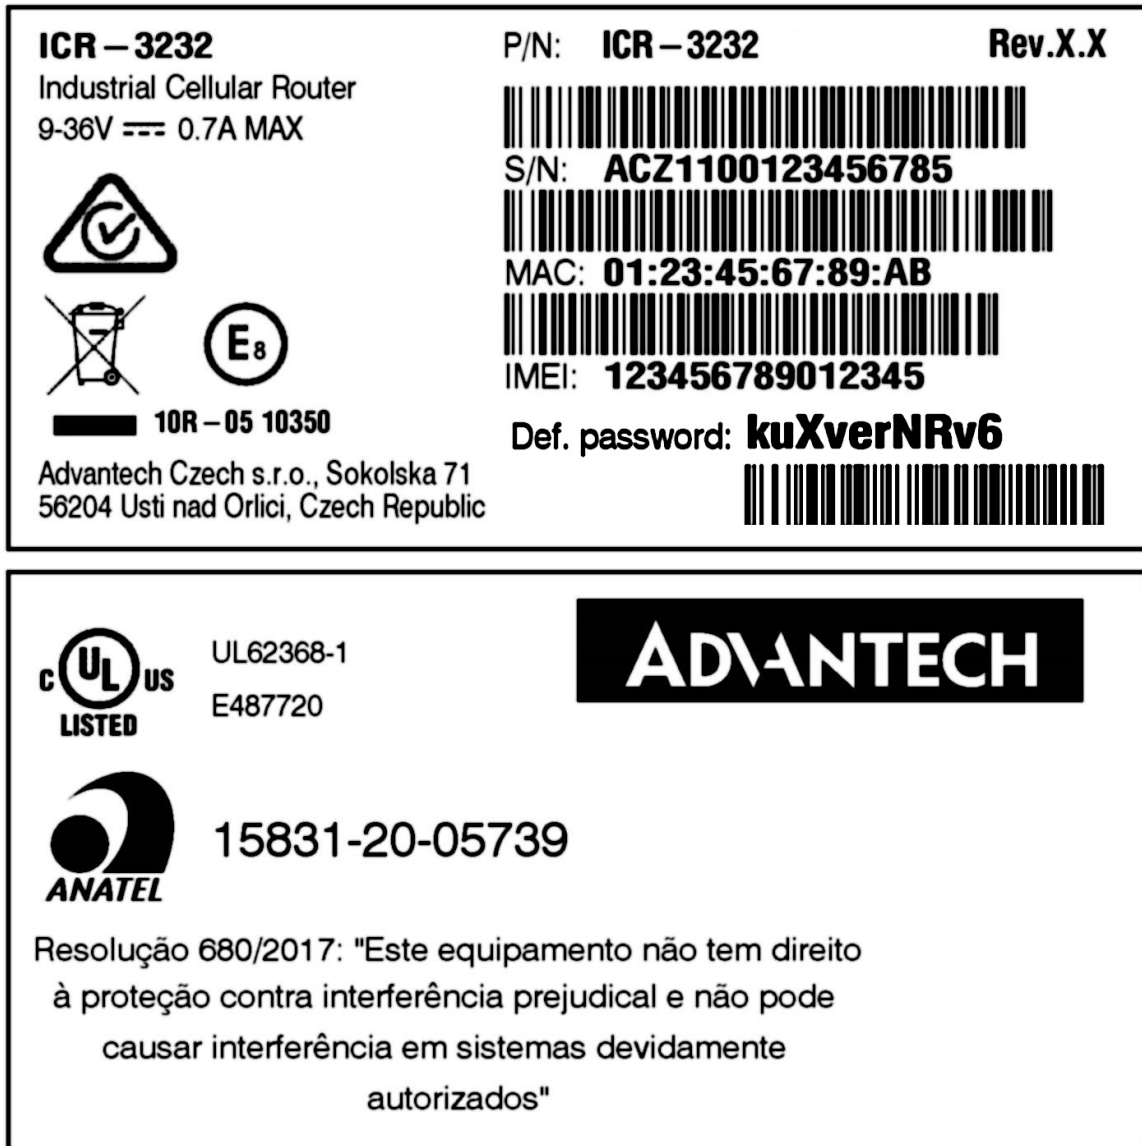 ICR – 3232
Industrial Cellular Router
9-36V 0.7A MAX
E8
10R – 05 10350
Advantech Czech s.r.o., Sokolska 71
56204 Usti nad Orlici, Czech Republic
P/N: ICR – 3232 Rev.X.X
S/N: ACZ1100123456785
MAC: 01:23:45:67:89:AB
IMEI: 123456789012345
Def. password: kuXverNRv6
C UL US
LISTED
UL62368-1
E487720
ADVANTECH
ANATEL
15831-20-05739
Resolução 680/2017: "Este equipamento não tem direito
à proteção contra interferência prejudical e não pode
causar interferência em sistemas devidamente
autorizados"